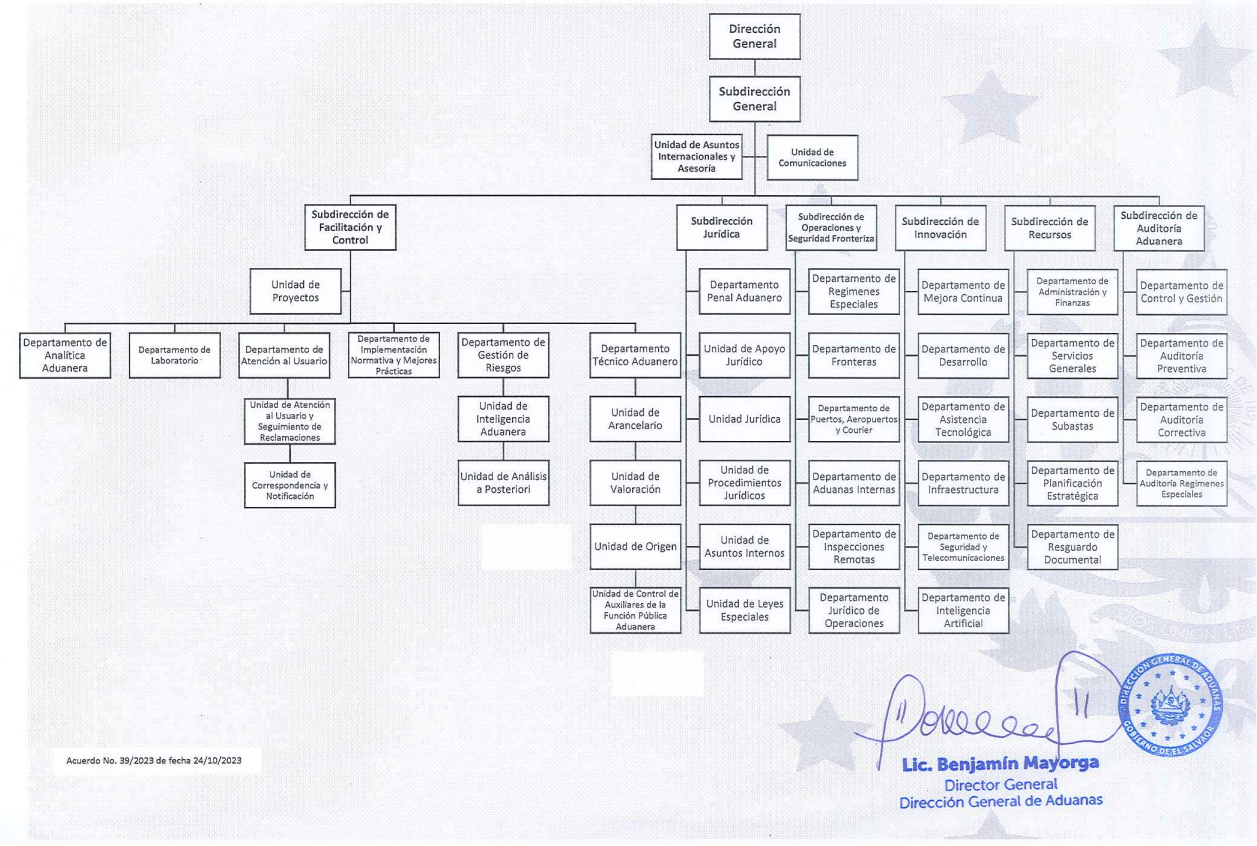 Dirección
General
Subdirección
General
Unidad de Asuntos
Internacionales y
Asesoría
Unidad de
Comunicaciones
Subdirección de
Facilitación y
Control
Subdirección
Jurídica
Subdirección de
Operaciones y
Seguridad Fronteriza
Subdirección de
Innovación
Subdirección de
Recursos
Subdirección de
Auditoría
Aduanera
Unidad de
Proyectos
Departamento de
Analítica
Aduanera
Departamento de
Laboratorio
Departamento de
Atención al Usuario
Unidad de Atención
al Usuario y
Seguimiento de
Reclamaciones
Unidad de
Correspondencia y
Notificación
Departamento de
Implementación
Normativa y Mejores
Prácticas
Departamento de
Gestión de
Riesgos
Unidad de
Inteligencia
Aduanera
Unidad de Análisis
a Posteriori
Departamento
Técnico Aduanero
Unidad de
Arancelario
Unidad de
Valoración
Unidad de Origen
Unidad de Control de
Auxiliares de la
Función Pública
Aduanera
Departamento
Penal Aduanero
Unidad de Apoyo
Jurídico
Unidad Jurídica
Unidad de
Procedimientos
Jurídicos
Unidad de
Asuntos Internos
Unidad de Leyes
Especiales
Departamento de
Regimenes
Especiales
Departamento de
Fronteras
Departamento de
Puertos, Aeropuertos
y Courier
Departamento de
Aduanas Internas
Departamento de
Inspecciones
Remotas
Departamento
Jurídico de
Operaciones
Departamento de
Mejora Continua
Departamento de
Desarrollo
Departamento de
Asistencia
Tecnológica
Departamento de
Infraestructura
Departamento de
Seguridad y
Telecomunicaciones
Departamento de
Inteligencia
Artificial
Departamento de
Administración y
Finanzas
Departamento de
Servicios
Generales
Departamento de
Subastas
Departamento de
Planificación
Estratégica
Departamento de
Resguardo
Documental
Departamento de
Control y Gestión
Departamento de
Auditoría
Preventiva
Departamento de
Auditoría
Correctiva
Departamento de
Auditoría Regimenes
Especiales
Acuerdo No. 39/2023 de fecha 24/10/2023
DIRECCIÓN GENERAL DE ADUANAS
GOBIERNO DE EL SALVADOR
Lic. Benjamín Mayorga
Director General
Dirección General de Aduanas